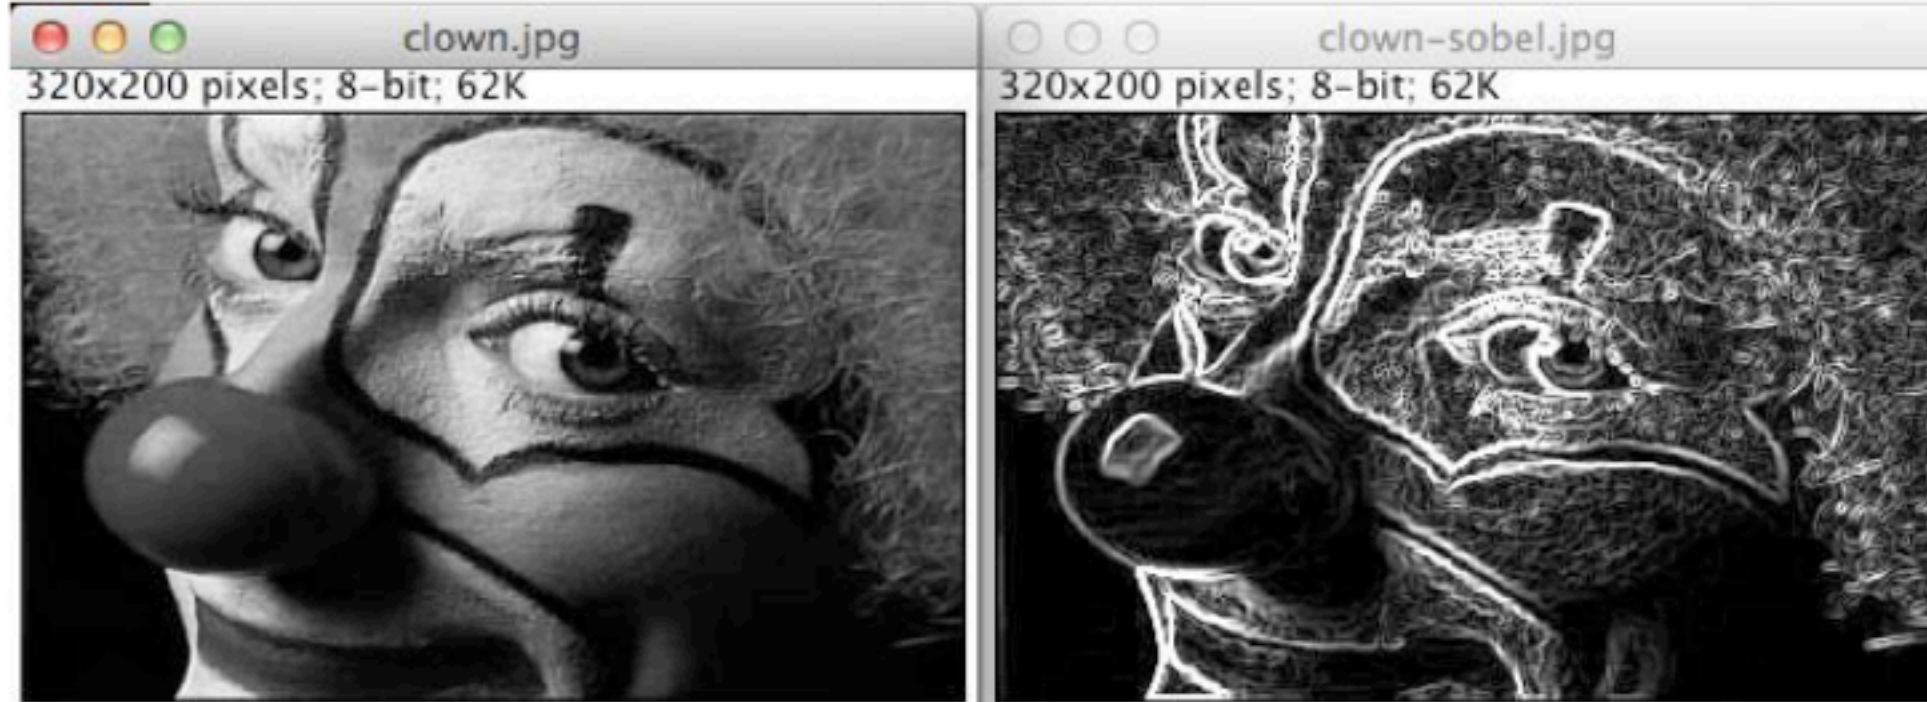 clown.jpg
320x200 pixels; 8-bit; 62K
clown-sobel.jpg
320x200 pixels; 8-bit; 62K